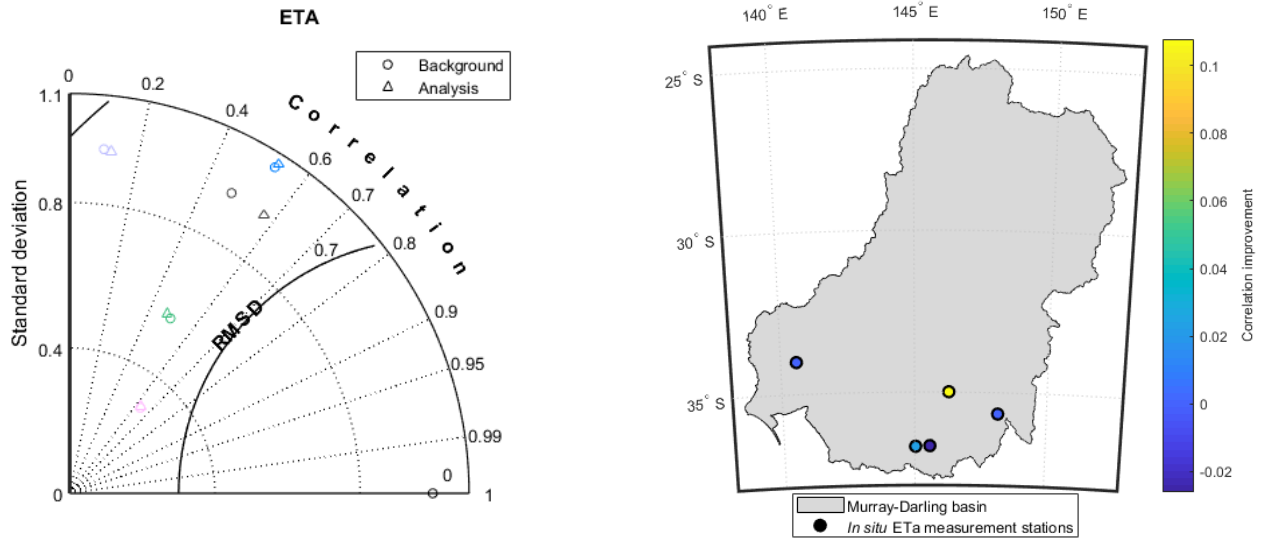 ETA
Background
Analysis
Correlation
Standard deviation
0
0.2
0.4
0.6
0.7
0.8
0.9
0.95
0.99
1
1.1
0.8
0.4
0
0.7
RMSD
0
140° E
145° E
150° E
25° S
30° S
35° S
Murray-Darling basin
In situ ETa measurement stations
0.1
0.08
0.06
0.04
0.02
0
-0.02
Correlation improvement